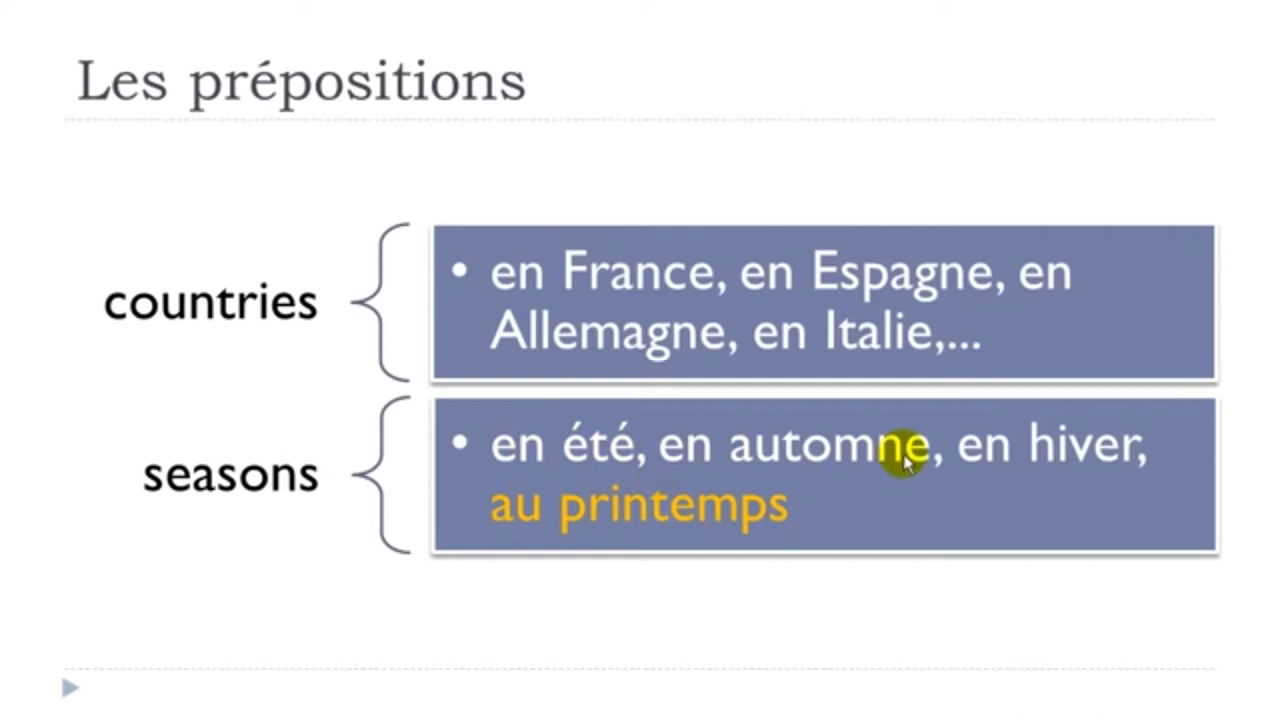 Les prépositions
countries
• en France, en Espagne, en
Allemagne, en Italie,...
seasons
• en été, en automne, en hiver,
au printemps